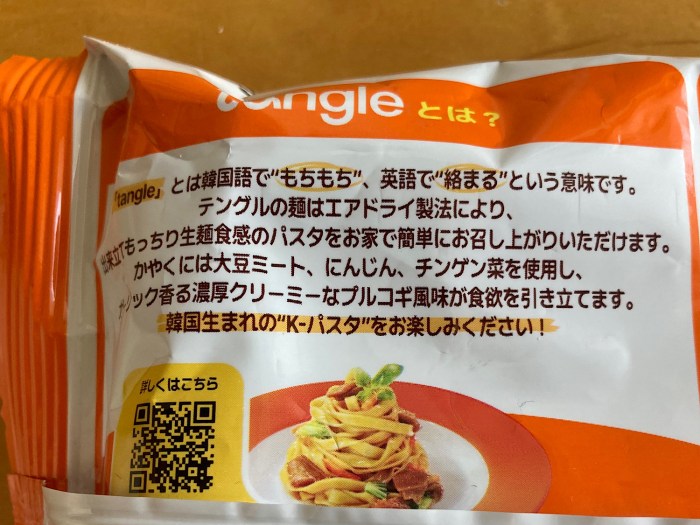 tangle とは?
「tangle」とは韓国語で“もちもち”、英語で“絡まる”という意味です。
テングルの麺はエアドライ製法により、
出来立てもっちり生麺食感のパスタをお家で簡単にお召し上がりいただけます。
かやくには大豆ミート、にんじん、チンゲン菜を使用し、
ガーリック香る濃厚クリーミーなプルコギ風味が食欲を引き立てます。
韓国生まれの“K-パスタ”をお楽しみください!
詳しくはこちら